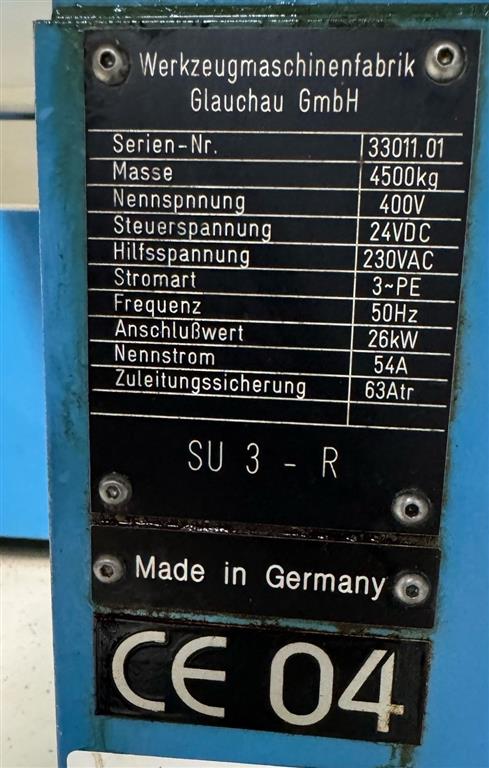 Werkzeugmaschinenfabrik
Glauchau GmbH
Serien-Nr. 33011.01
Masse 4500kg
Nennspnnung 400V
Steuerspannung 24VDC
Hilfsspannung 230VAC
Stromart 3~PE
Frequenz 50Hz
Anschlußwert 26kW
Nennstrom 54A
Zuleitungssicherung 63Atr
SU 3 - R
Made in Germany
CE 04